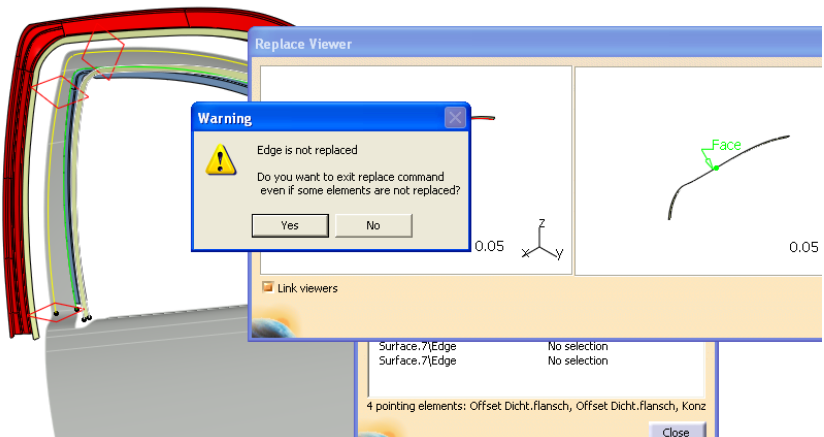 Replace Viewer
Warning
Edge is not replaced
Do you want to exit replace command
even if some elements are not replaced?
Yes No
Face
Z
X Y
0.05
0.05
Link viewers
Surface.7\Edge No selection
Surface.7\Edge No selection
4 pointing elements: Offset Dicht.flansch, Offset Dicht.flansch, Konz
Close